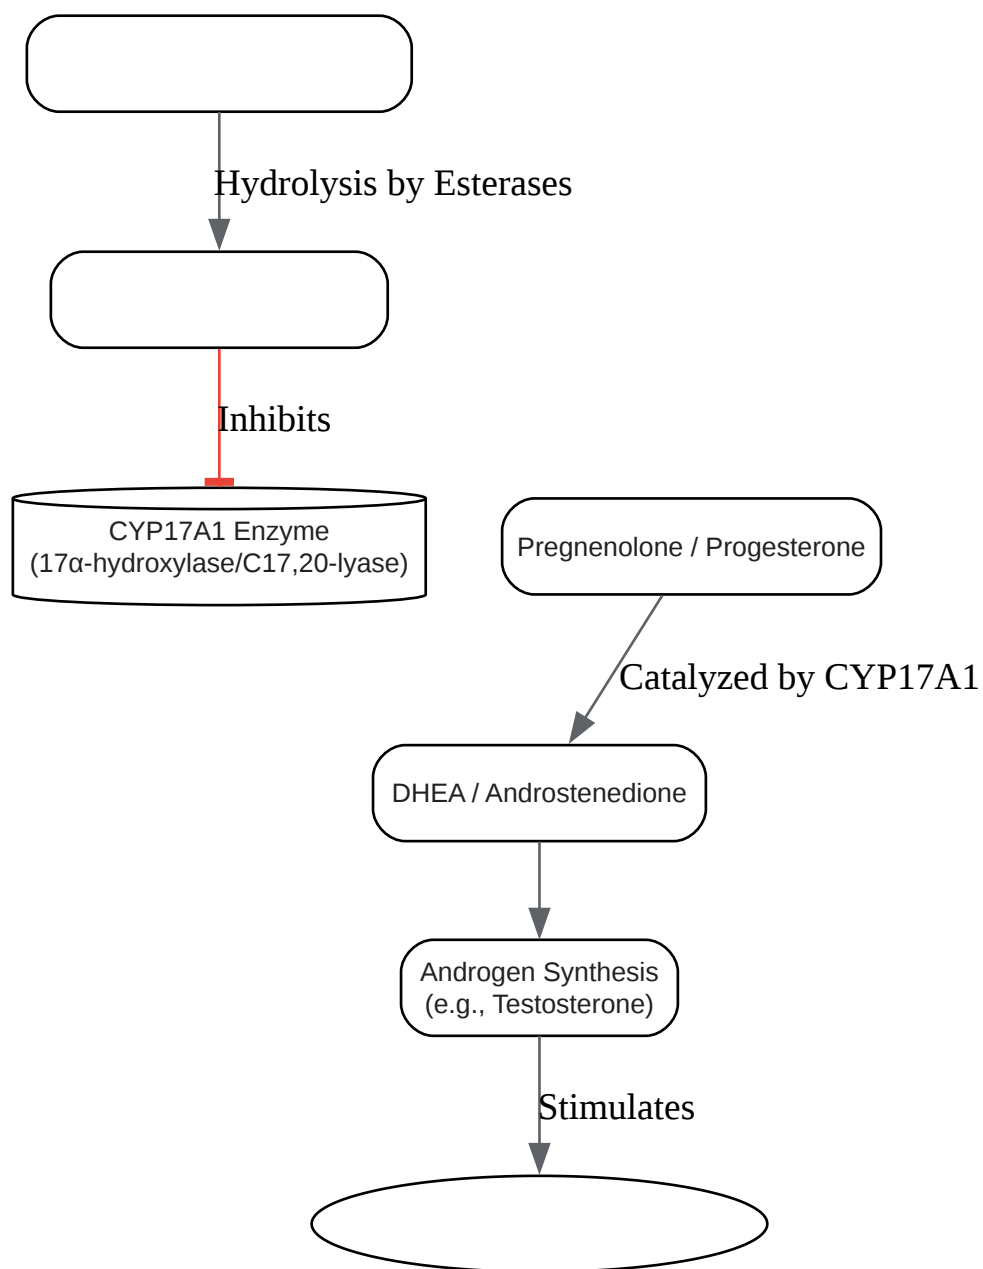 Hydrolysis by Esterases
Inhibits
CYP17A1 Enzyme
(17α-hydroxylase/C17,20-lyase)
Pregnenolone / Progesterone
Catalyzed by CYP17A1
DHEA / Androstenedione
Androgen Synthesis
(e.g., Testosterone)
Stimulates